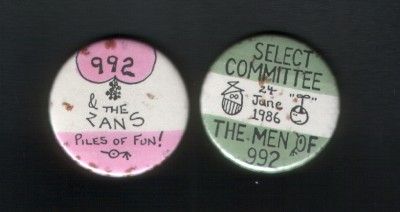 992
& THE
ZANS
PILES OF FUN!
SELECT
COMMITTEE
24
June
1986
THE MEN OF
992